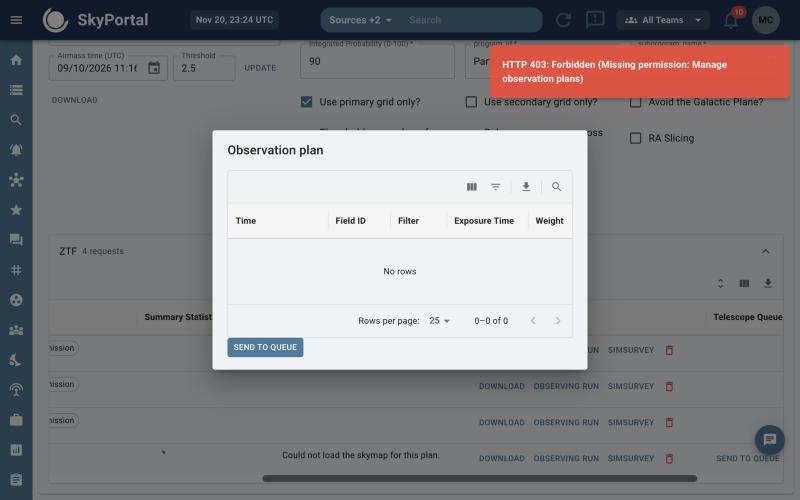 SkyPortal
Nov 20, 23:24 UTC
Sources +2
Search
All Teams
10
MC
HTTP 403: Forbidden (Missing permission: Manage
observation plans)
Airmass time (UTC)
09/10/2026 11:16
Threshold
2.5
UPDATE
DOWNLOAD
Integrated Probability (0-100) *
90
Use primary grid only?
Use secondary grid only?
Avoid the Galactic Plane?
RA Slicing
Observation plan
Time
Field ID
Filter
Exposure Time
Weight
No rows
Rows per page:
25
0–0 of 0
SEND TO QUEUE
ZTF
4 requests
Summary Statist
Telescope Queue
mission
UN
SIMSURVEY
mission
DOWNLOAD
OBSERVING RUN
SIMSURVEY
mission
DOWNLOAD
OBSERVING RUN
SIMSURVEY
Could not load the skymap for this plan.
DOWNLOAD
OBSERVING RUN
SIMSURVEY
SEND TO QUEUE